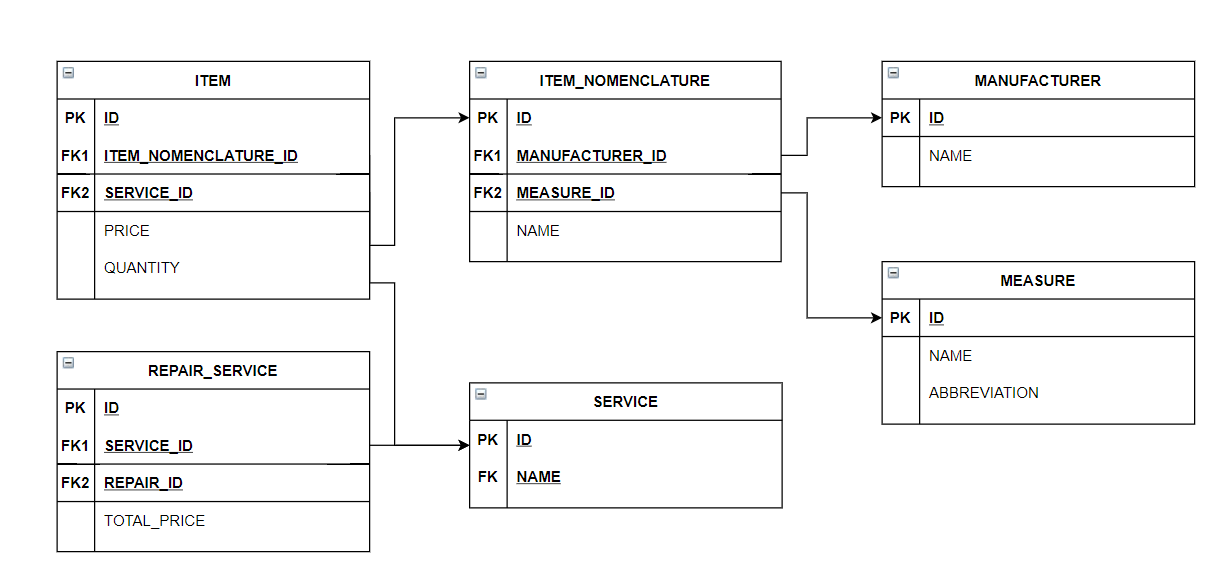 ITEM
PK ID
FK1 ITEM_NOMENCLATURE_ID
FK2 SERVICE_ID
PRICE
QUANTITY
ITEM_NOMENCLATURE
PK ID
FK1 MANUFACTURER_ID
FK2 MEASURE_ID
NAME
MANUFACTURER
PK ID
NAME
MEASURE
PK ID
NAME
ABBREVIATION
REPAIR_SERVICE
PK ID
FK1 SERVICE_ID
FK2 REPAIR_ID
TOTAL_PRICE
SERVICE
PK ID
FK NAME